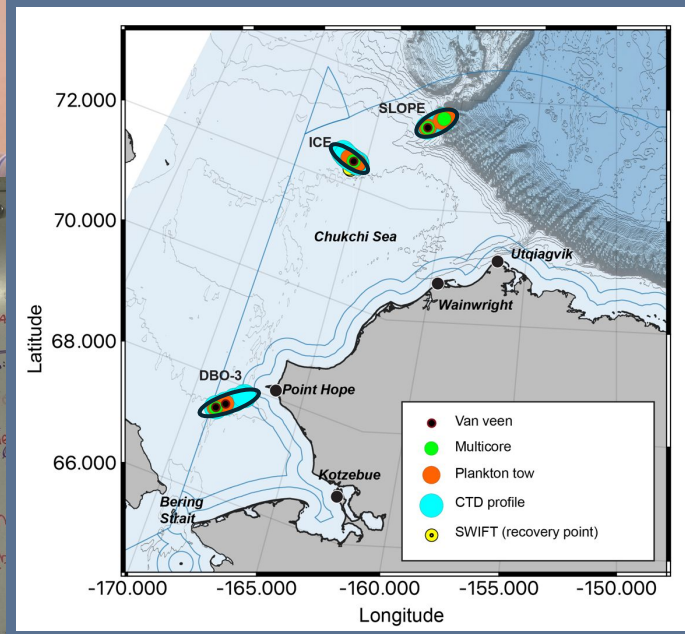 72.000
70.000
68.000
66.000
Latitude
SLOPE
ICE
Chukchi Sea
Utqiagvik
Wainwright
DBO-3
Point Hope
Kotzebue
Bering
Strait
Van veen
Multicore
Plankton tow
CTD profile
SWIFT (recovery point)
-170.000 -165.000 -160.000 -155.000 -150.000
Longitude